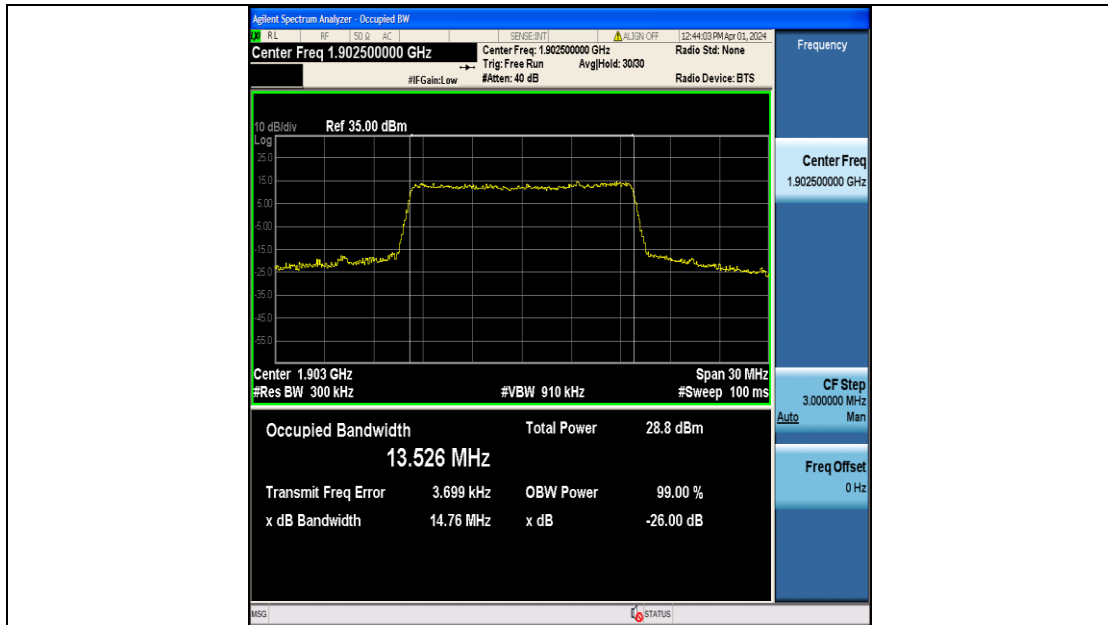 Agilent Spectrum Analyzer - Occupied BW
RL RF 50 Ω AC SENSE:INT ALIGN OFF 12:44:03 PM Apr 01, 2024
Center Freq 1.902500000 GHz
Center Freq: 1.902500000 GHz Radio Std: None
Trig: Free Run Avg|Hold: 30/30
#IFGain:Low #Atten: 40 dB Radio Device: BTS
10 dB/div Ref 35.00 dBm
Log
25.0
15.0
5.00
-5.00
-15.0
-25.0
-35.0
-45.0
-55.0
Center 1.903 GHz Span 30 MHz
#Res BW 300 kHz #VBW 910 kHz #Sweep 100 ms
Occupied Bandwidth Total Power 28.8 dBm
13.526 MHz
Transmit Freq Error 3.699 kHz OBW Power 99.00 %
x dB Bandwidth 14.76 MHz x dB -26.00 dB
MSG STATUS
Frequency
Center Freq
1.902500000 GHz
CF Step
3.000000 MHz
Auto Man
Freq Offset
0 Hz